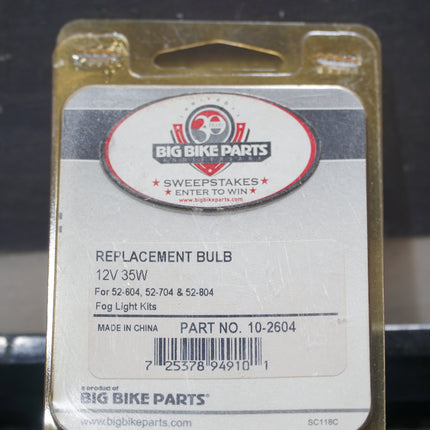 30
BIG BIKE PARTS
ANNIVERSARY
SWEEPSTAKES
ENTER TO WIN
www.bigbikeparts.com
REPLACEMENT BULB
12V 35W
For 52-604, 52-704 & 52-804
Fog Light Kits
MADE IN CHINA PART NO. 10-2604
7 25378 94910 1
a product of
BIG BIKE PARTS®
www.bigbikeparts.com
SC118C